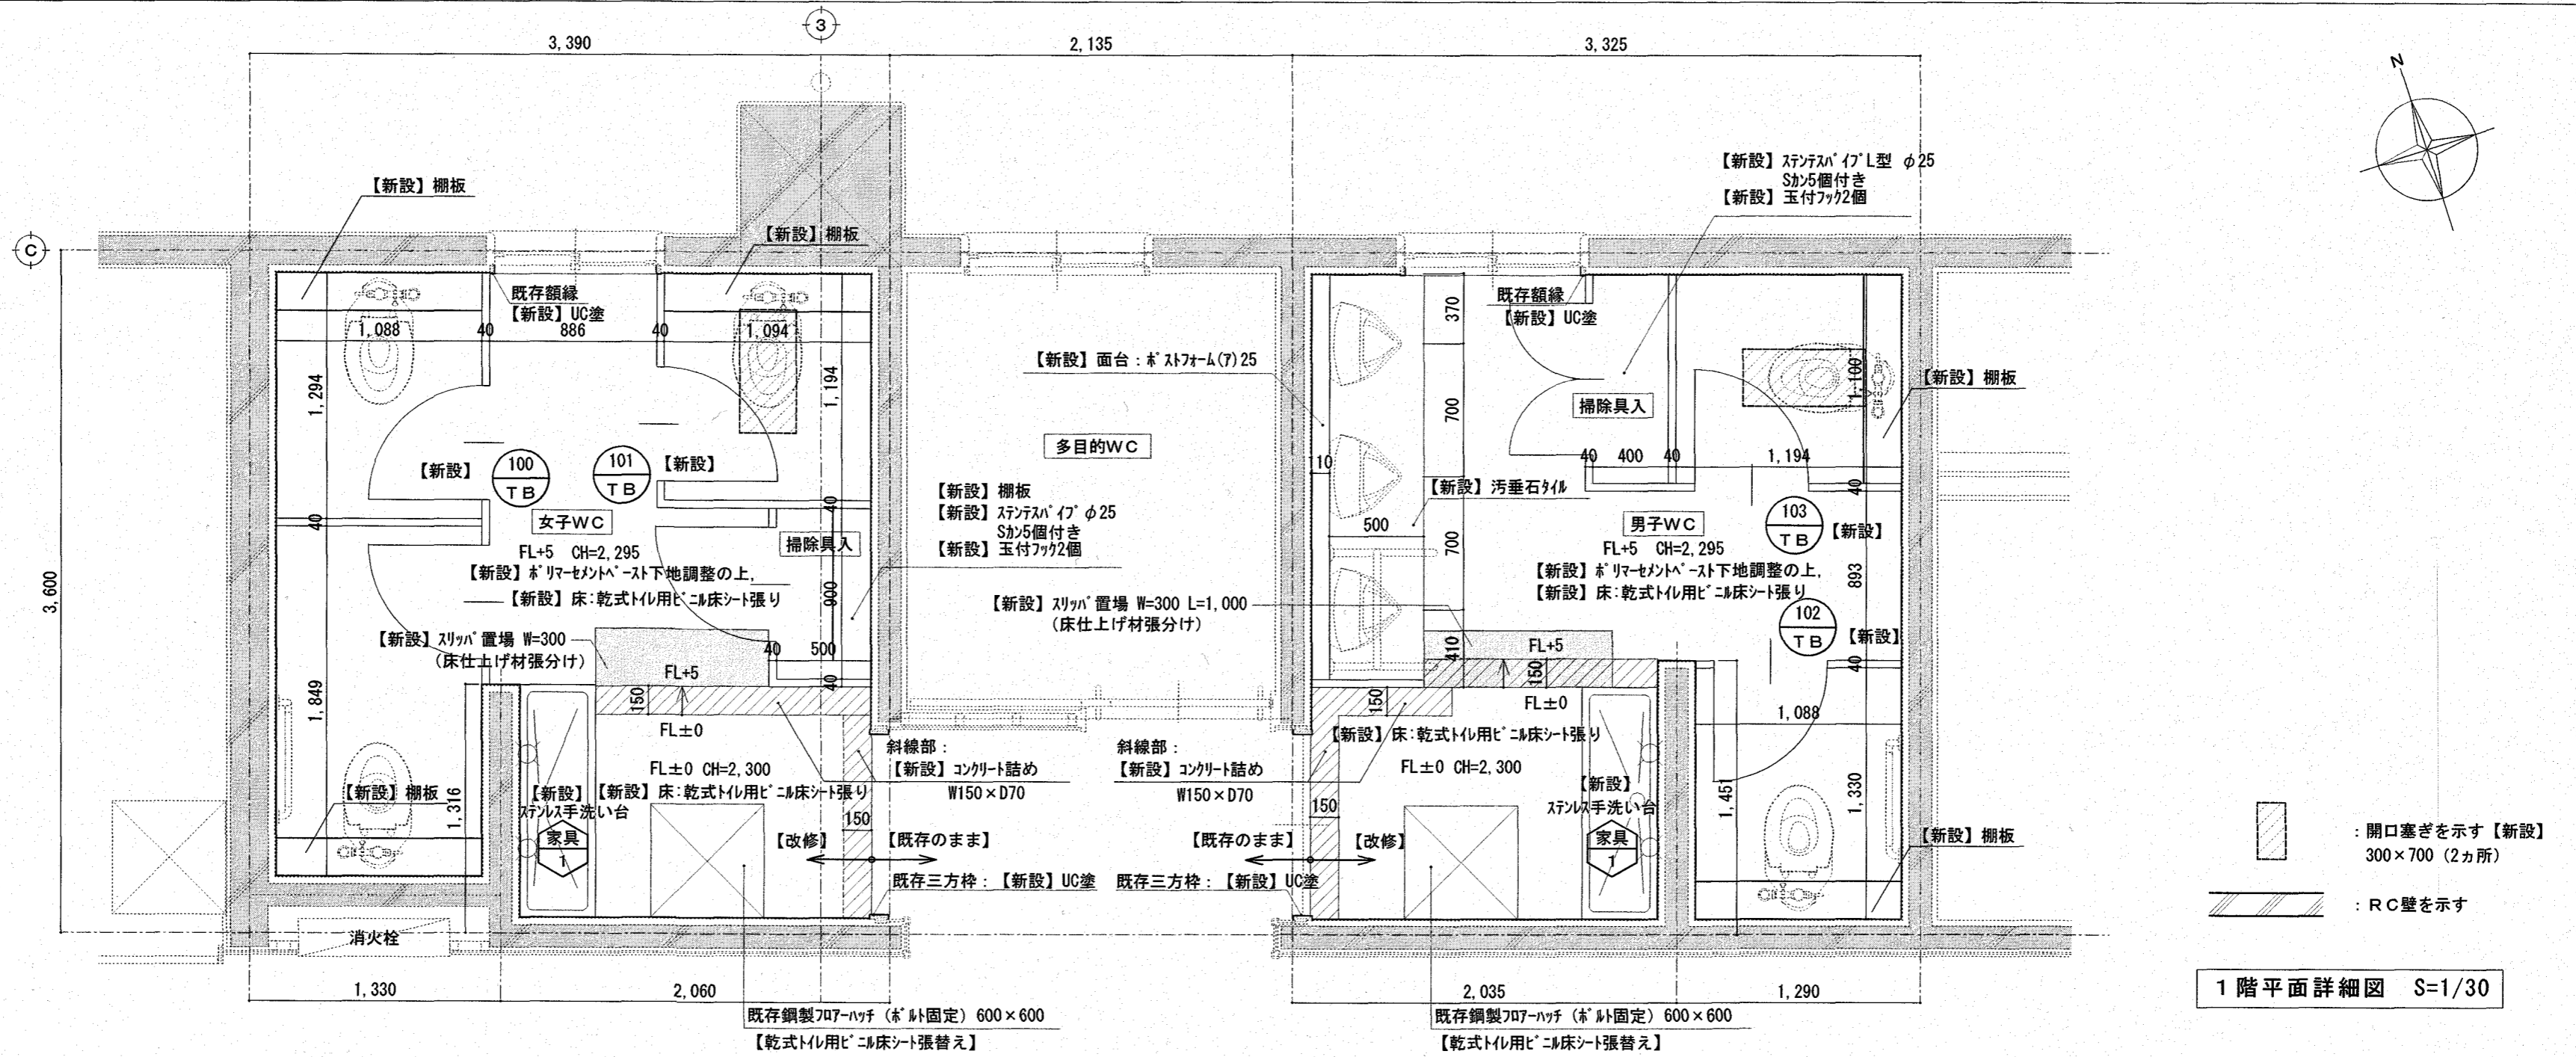 3
3,390
2,135
3,325
N
【新設】ｽﾃﾝﾃｽﾊﾟｲﾌﾟL型 φ25
Sカン5個付き
【新設】玉付フック2個
【新設】棚板
【新設】棚板
C
既存額縁
【新設】UC塗
1,088
40
886
40
1,094
1,294
1,194
既存額縁
【新設】UC塗
370
【新設】面台：ﾎﾟｽﾄﾌｫｰﾑ(ｱ)25
1,100
【新設】棚板
掃除具入
700
多目的WC
110
40
400
40
1,194
【新設】
100
TB
101
TB
【新設】
【新設】棚板
【新設】ｽﾃﾝﾃｽﾊﾟｲﾌﾟφ25
Sカン5個付き
【新設】玉付フック2個
【新設】汚垂石ﾀｲﾙ
40
40
40
女子WC
掃除具入
500
男子WC
103
TB
【新設】
FL+5 CH=2,295
【新設】ﾎﾟﾘﾏｰｾﾒﾝﾄﾍﾟｰｽﾄ下地調整の上,
【新設】床:乾式ﾄｲﾚ用ﾋﾞﾆﾙ床ｼｰﾄ張り
900
700
FL+5 CH=2,295
【新設】ﾎﾟﾘﾏｰｾﾒﾝﾄﾍﾟｰｽﾄ下地調整の上,
【新設】床:乾式ﾄｲﾚ用ﾋﾞﾆﾙ床ｼｰﾄ張り
893
3,600
【新設】ｽﾘｯﾊﾟ置場 W=300 L=1,000
(床仕上げ材張分け)
102
TB
【新設】
【新設】ｽﾘｯﾊﾟ置場 W=300
(床仕上げ材張分け)
40
500
410
FL+5
40
FL+5
40
150
150
150
1,849
FL±0
FL±0
1,088
斜線部：
【新設】ｺﾝｸﾘｰﾄ詰め
W150×D70
斜線部：
【新設】ｺﾝｸﾘｰﾄ詰め
W150×D70
【新設】床:乾式ﾄｲﾚ用ﾋﾞﾆﾙ床ｼｰﾄ張り
FL±0 CH=2,300
FL±0 CH=2,300
【新設】棚板
1,316
【新設】
ｽﾃﾝﾚｽ手洗い台
【新設】床:乾式ﾄｲﾚ用ﾋﾞﾆﾙ床ｼｰﾄ張り
【新設】
ｽﾃﾝﾚｽ手洗い台
1,451
1,330
150
150
家具
1
【改修】
【既存のまま】
【既存のまま】
【改修】
家具
1
【新設】棚板
：開口塞ぎを示す【新設】
300×700 (2ヵ所)
既存三方枠：【新設】UC塗
既存三方枠：【新設】UC塗
：RC壁を示す
消火栓
1,330
2,060
2,035
1,290
既存鋼製ﾌﾛｱｰﾊｯﾁ (ﾎﾞﾙﾄ固定) 600×600
【乾式ﾄｲﾚ用ﾋﾞﾆﾙ床ｼｰﾄ張替え】
既存鋼製ﾌﾛｱｰﾊｯﾁ (ﾎﾞﾙﾄ固定) 600×600
【乾式ﾄｲﾚ用ﾋﾞﾆﾙ床ｼｰﾄ張替え】
1階平面詳細図 S=1/30